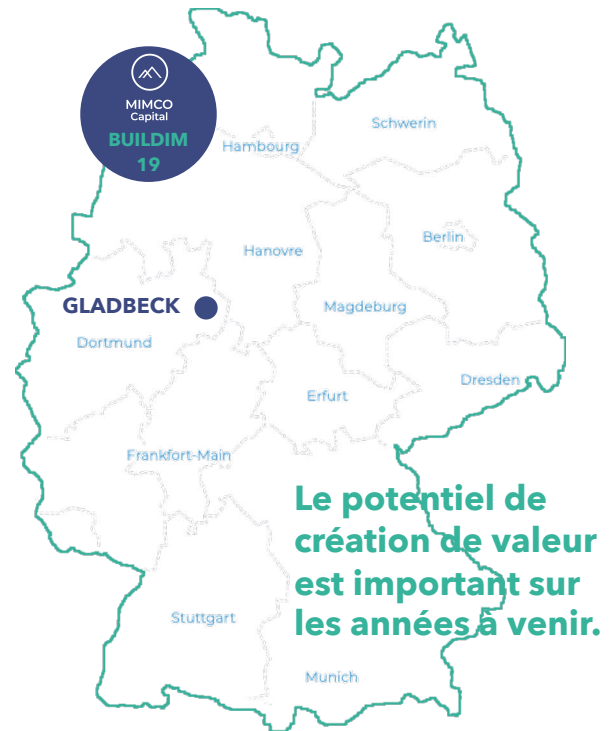 MIMCO
Capital
BUILDIM
19
Schwerin
Hambourg
Berlin
Hanovre
GLADBECK
Magdeburg
Dortmund
Dresden
Erfurt
Frankfort-Main
Le potentiel de
création de valeur
est important sur
les années à venir.
Stuttgart
Munich